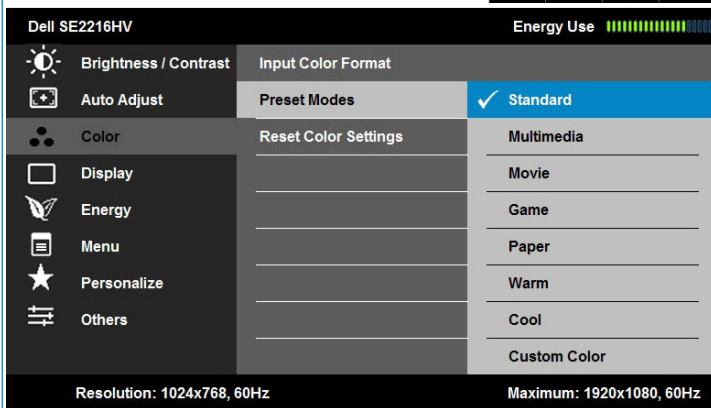 Dell SE2216HV Energy Use
Brightness / Contrast Input Color Format
Auto Adjust Preset Modes Standard
Color Reset Color Settings Multimedia
Display Movie
Energy Game
Menu Paper
Personalize Warm
Others Cool
Custom Color
Resolution: 1024x768, 60Hz Maximum: 1920x1080, 60Hz